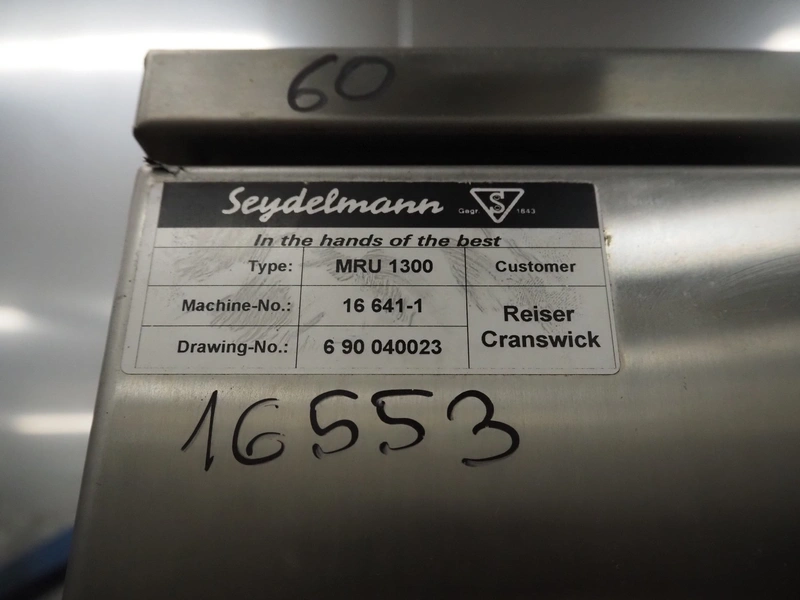 60
Seydelmann Gegr. S 1843
In the hands of the best
Type: MRU 1300 Customer
Machine-No.: 16 641-1 Reiser
Drawing-No.: 6 90 040023 Cranswick
16553